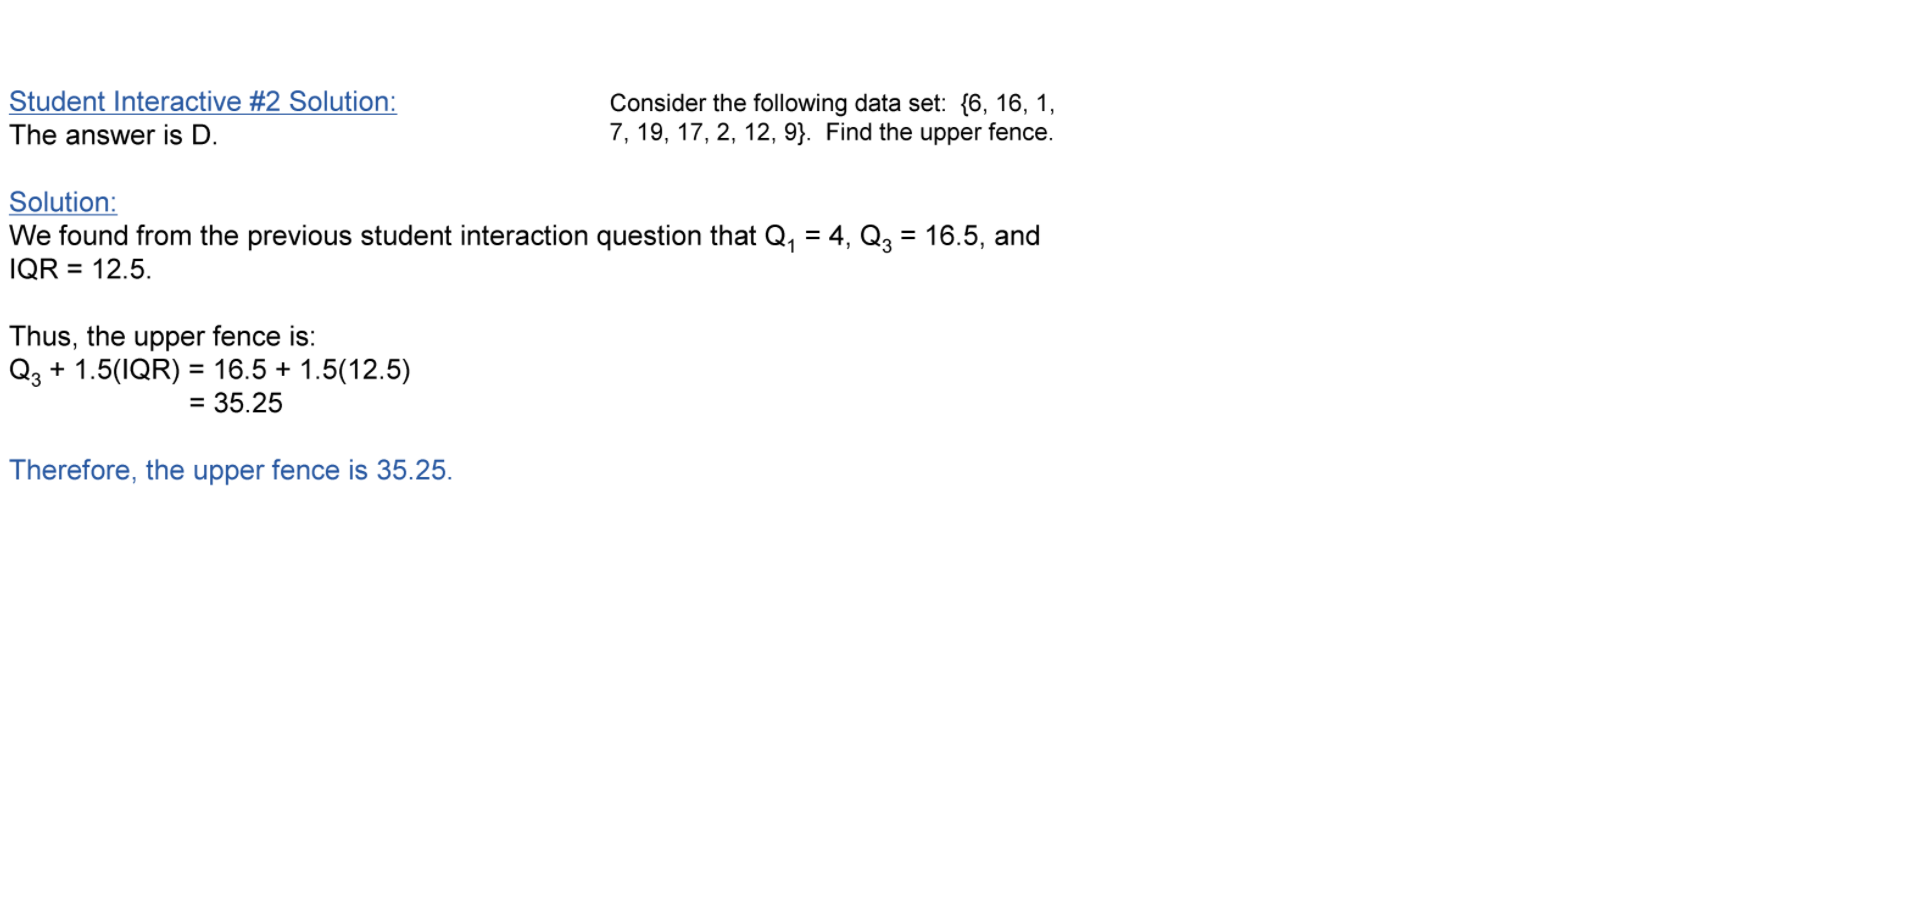 Student Interactive #2 Solution:
The answer is D.
Consider the following data set:  {6, 16, 1,
7, 19, 17, 2, 12, 9}.  Find the upper fence.
Solution:
We found from the previous student interaction question that Q₁ = 4, Q₃ = 16.5, and
IQR = 12.5.
Thus, the upper fence is:
Q₃ + 1.5(IQR) = 16.5 + 1.5(12.5)
= 35.25
Therefore, the upper fence is 35.25.